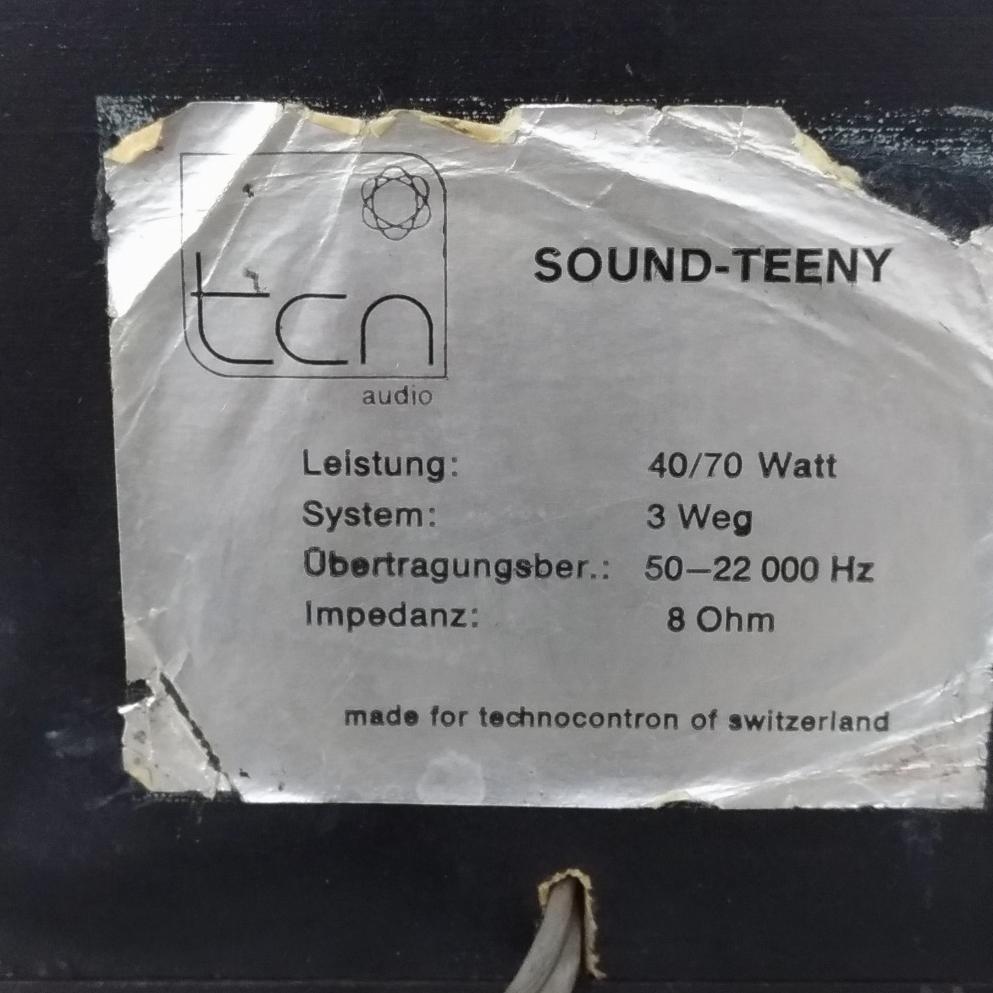 tcn
audio
SOUND-TEENY
Leistung: 40/70 Watt
System: 3 Weg
Übertragungsber.: 50–22 000 Hz
Impedanz: 8 Ohm
made for technocontron of switzerland